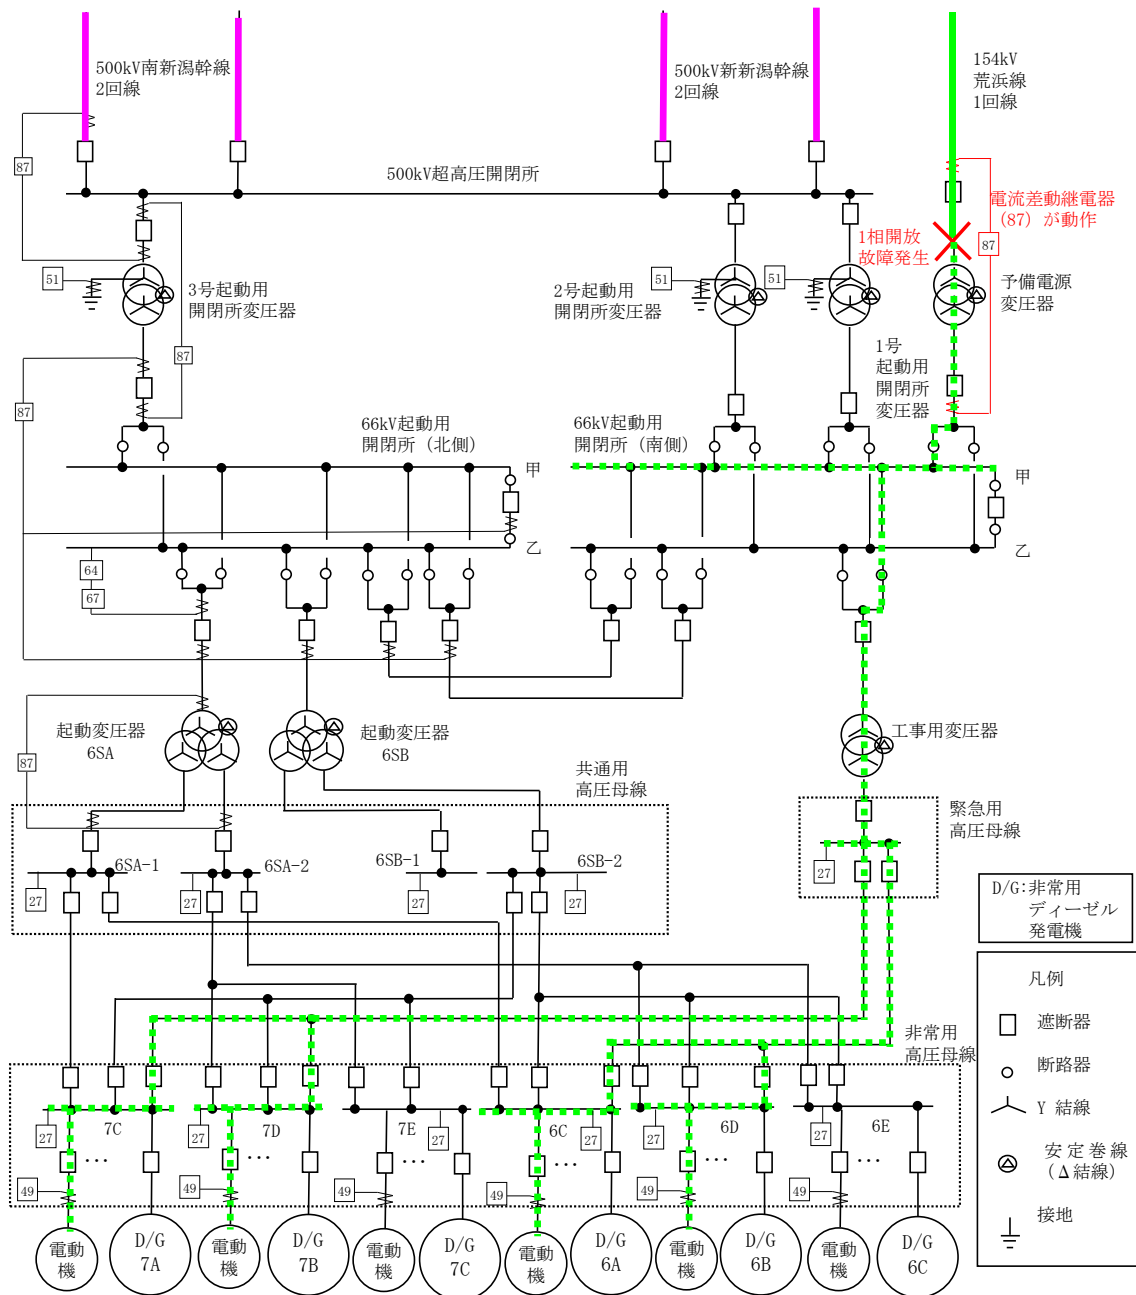 500kV南新潟幹線
2回線
500kV新新潟幹線
2回線
154kV
荒浜線
1回線
87
500kV超高圧開閉所
電流差動継電器
(87) が動作
1相開放
故障発生
87
51
51
51
3号起動用
開閉所変圧器
2号起動用
開閉所変圧器
予備電源
変圧器
87
1号
起動用
開閉所
変圧器
87
66kV起動用
開閉所 (北側)
66kV起動用
開閉所 (南側)
甲
甲
乙
乙
64
67
起動変圧器
6SA
起動変圧器
6SB
工事用変圧器
87
共通用
高圧母線
緊急用
高圧母線
6SA-1
6SA-2
6SB-1
6SB-2
27
27
27
27
27
D/G:非常用
ディーゼル
発電機
凡例
遮断器
断路器
Y 結線
安定巻線
(Δ結線)
接地
非常用
高圧母線
7C
7D
7E
6C
6D
6E
27
27
27
27
27
27
...
...
...
...
...
...
49
49
49
49
49
49
電動
機
D/G
7A
電動
機
D/G
7B
電動
機
D/G
7C
電動
機
D/G
6A
電動
機
D/G
6B
電動
機
D/G
6C